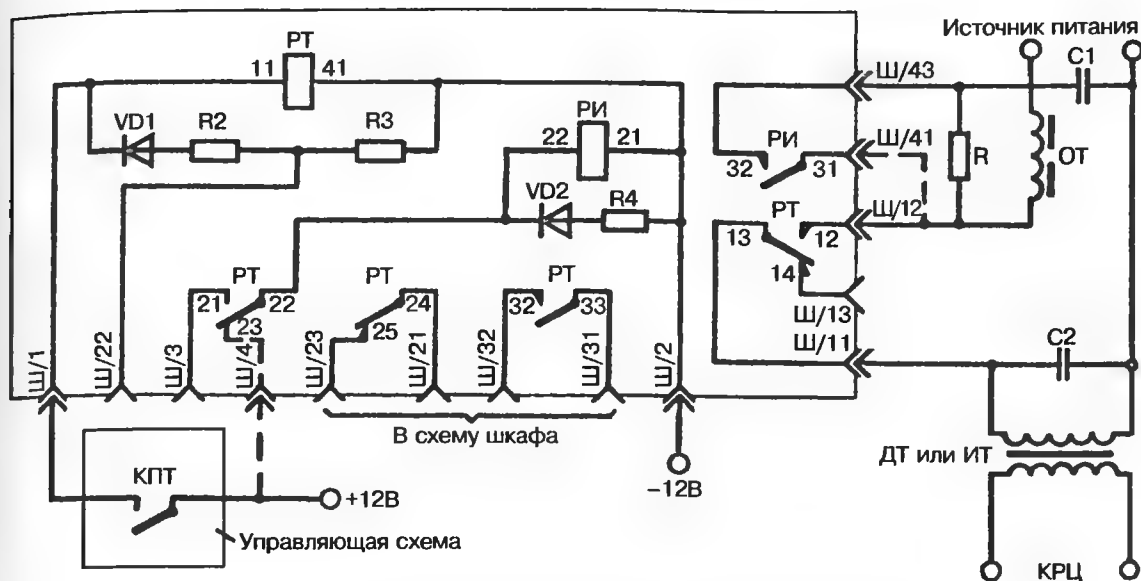 Источник питания
РТ
11 41
Ш/43
C1
VD1 R2 R3
РИ
22 21
РИ
32 31
Ш/41
R
ОТ
VD2 R4
РТ
13 12
14
Ш/12
РТ
21 22
23
РТ
24
25
РТ
32 33
Ш/13
Ш/11
C2
Ш/1
Ш/22
Ш/3
Ш/4
Ш/23
Ш/21
Ш/32
Ш/31
Ш/2
В схему шкафа
ДТ или ИТ
КПТ
+12В
−12В
Управляющая схема
КРЦ